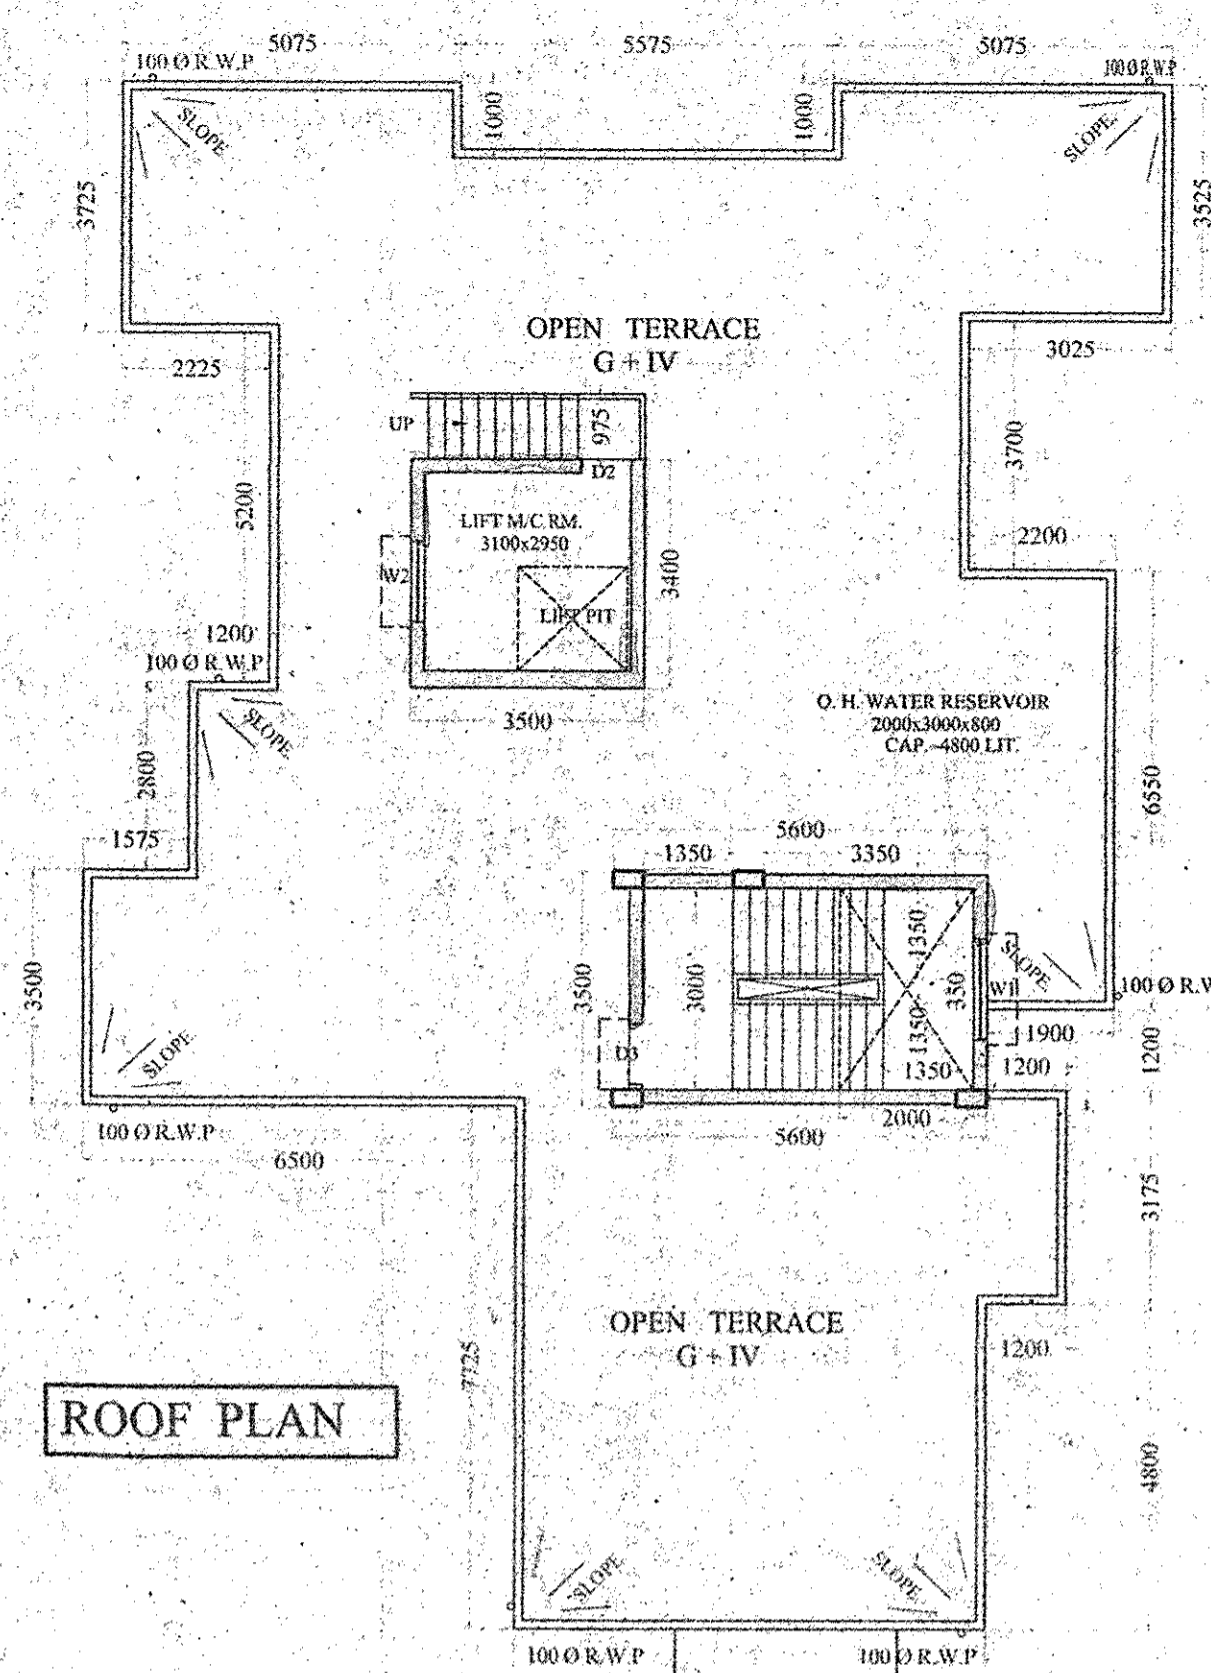 5075
5575
5075
100 Ø R.W.P
100 Ø R.W.P
SLOPE
1000
1000
SLOPE
3725
3525
OPEN TERRACE
G + IV
2225
3025
UP
975
D2
3700
5200
LIFT M/C RM.
3100x2950
2200
W2
3400
LIFT PIT
1200
100 Ø R.W.P
SLOPE
3500
O. H. WATER RESERVOIR
2000x3000x800
CAP.-4800 LIT.
2800
6550
1575
5600
1350
3350
3500
3500
3000
1350
350
1350
SLOPE
W1
100 Ø R.W
D3
1900
1200
1350
1200
SLOPE
100 Ø R.W.P
6500
2000
5600
3175
OPEN TERRACE
G + IV
1200
7725
ROOF PLAN
4800
SLOPE
SLOPE
100 Ø R.W.P
100 Ø R.W.P